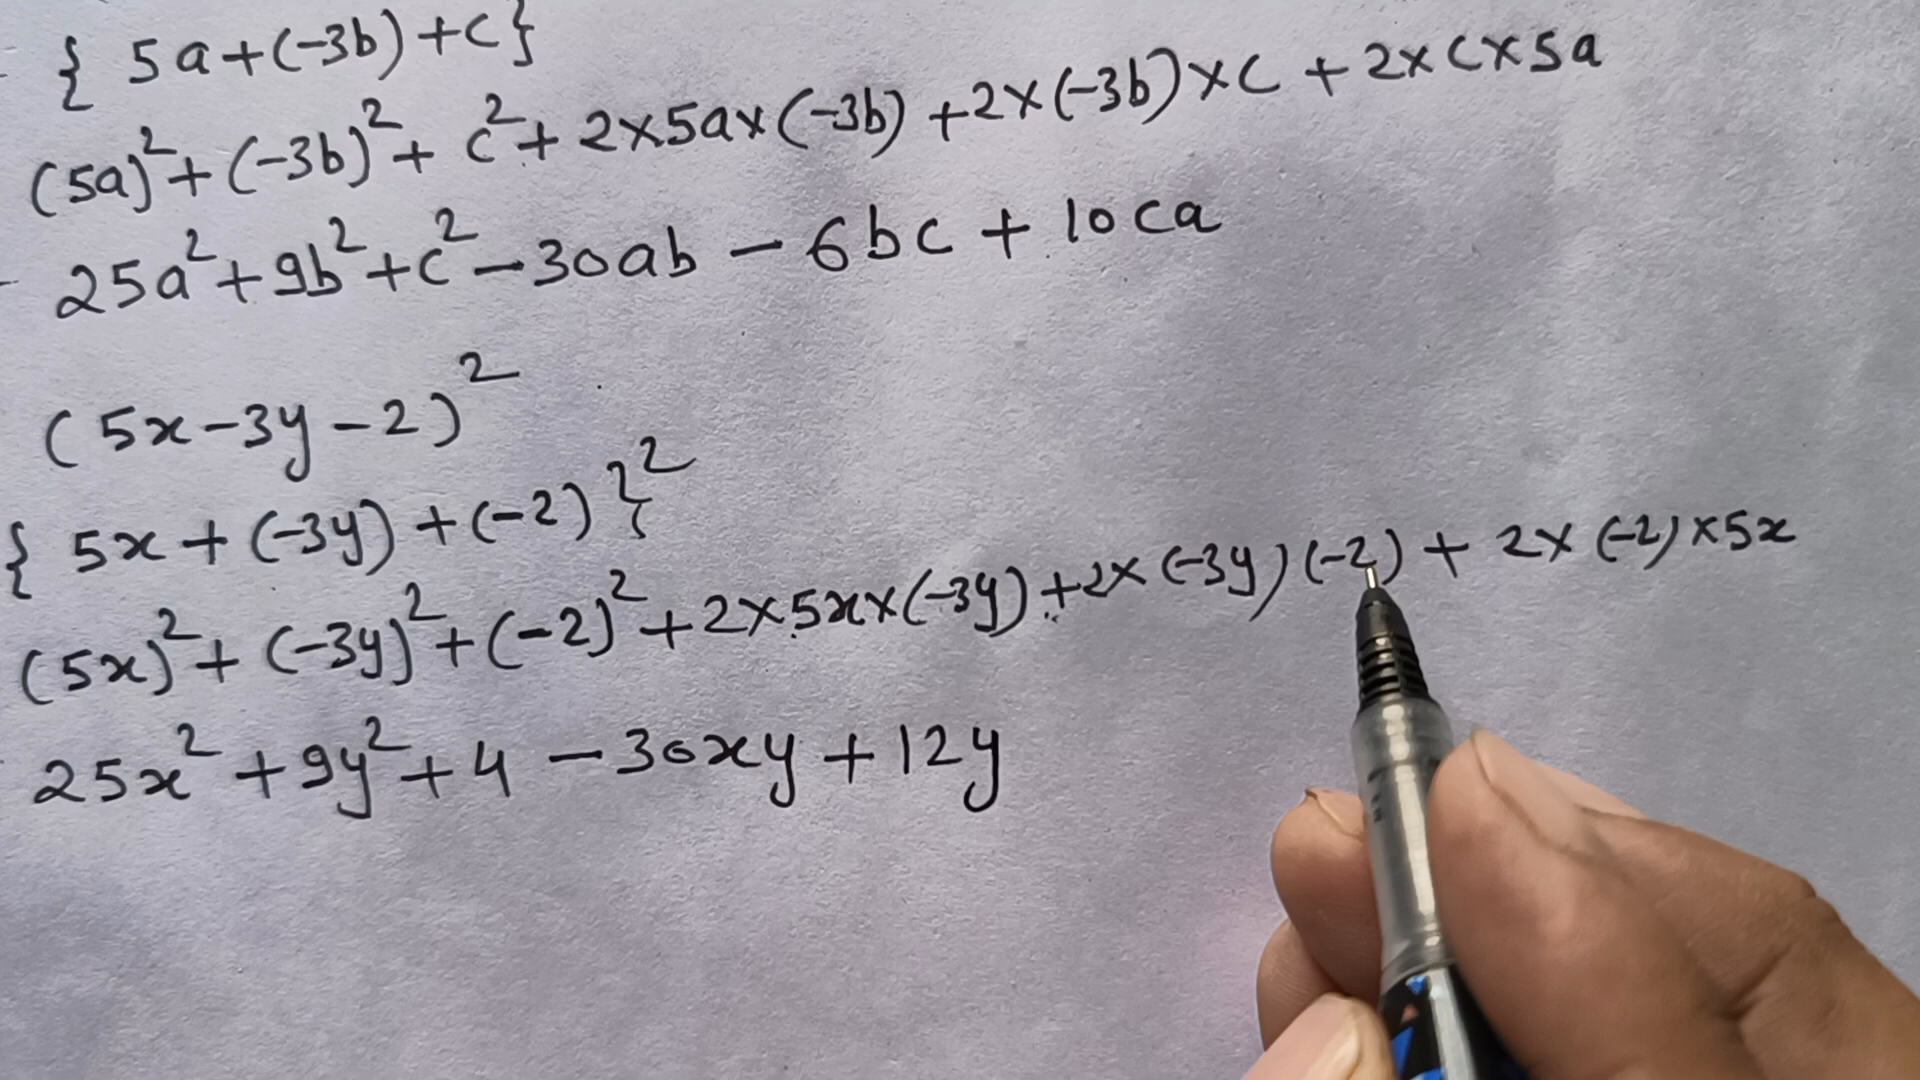 { 5a+(-3b)+c}
(5a)²+(-3b)²+ c²+ 2×5a×(-3b) +2×(-3b)×c + 2×c×5a
25a²+9b²+c²-30ab - 6bc + 10ca
(5x-3y-2)²
{ 5x+(-3y)+(-2)}²
(5x)²+(-3y)²+(-2)²+2×5x×(-3y)+2×(-3y)(-2)+ 2×(-2)×5x
25x²+9y²+4 -30xy+12y